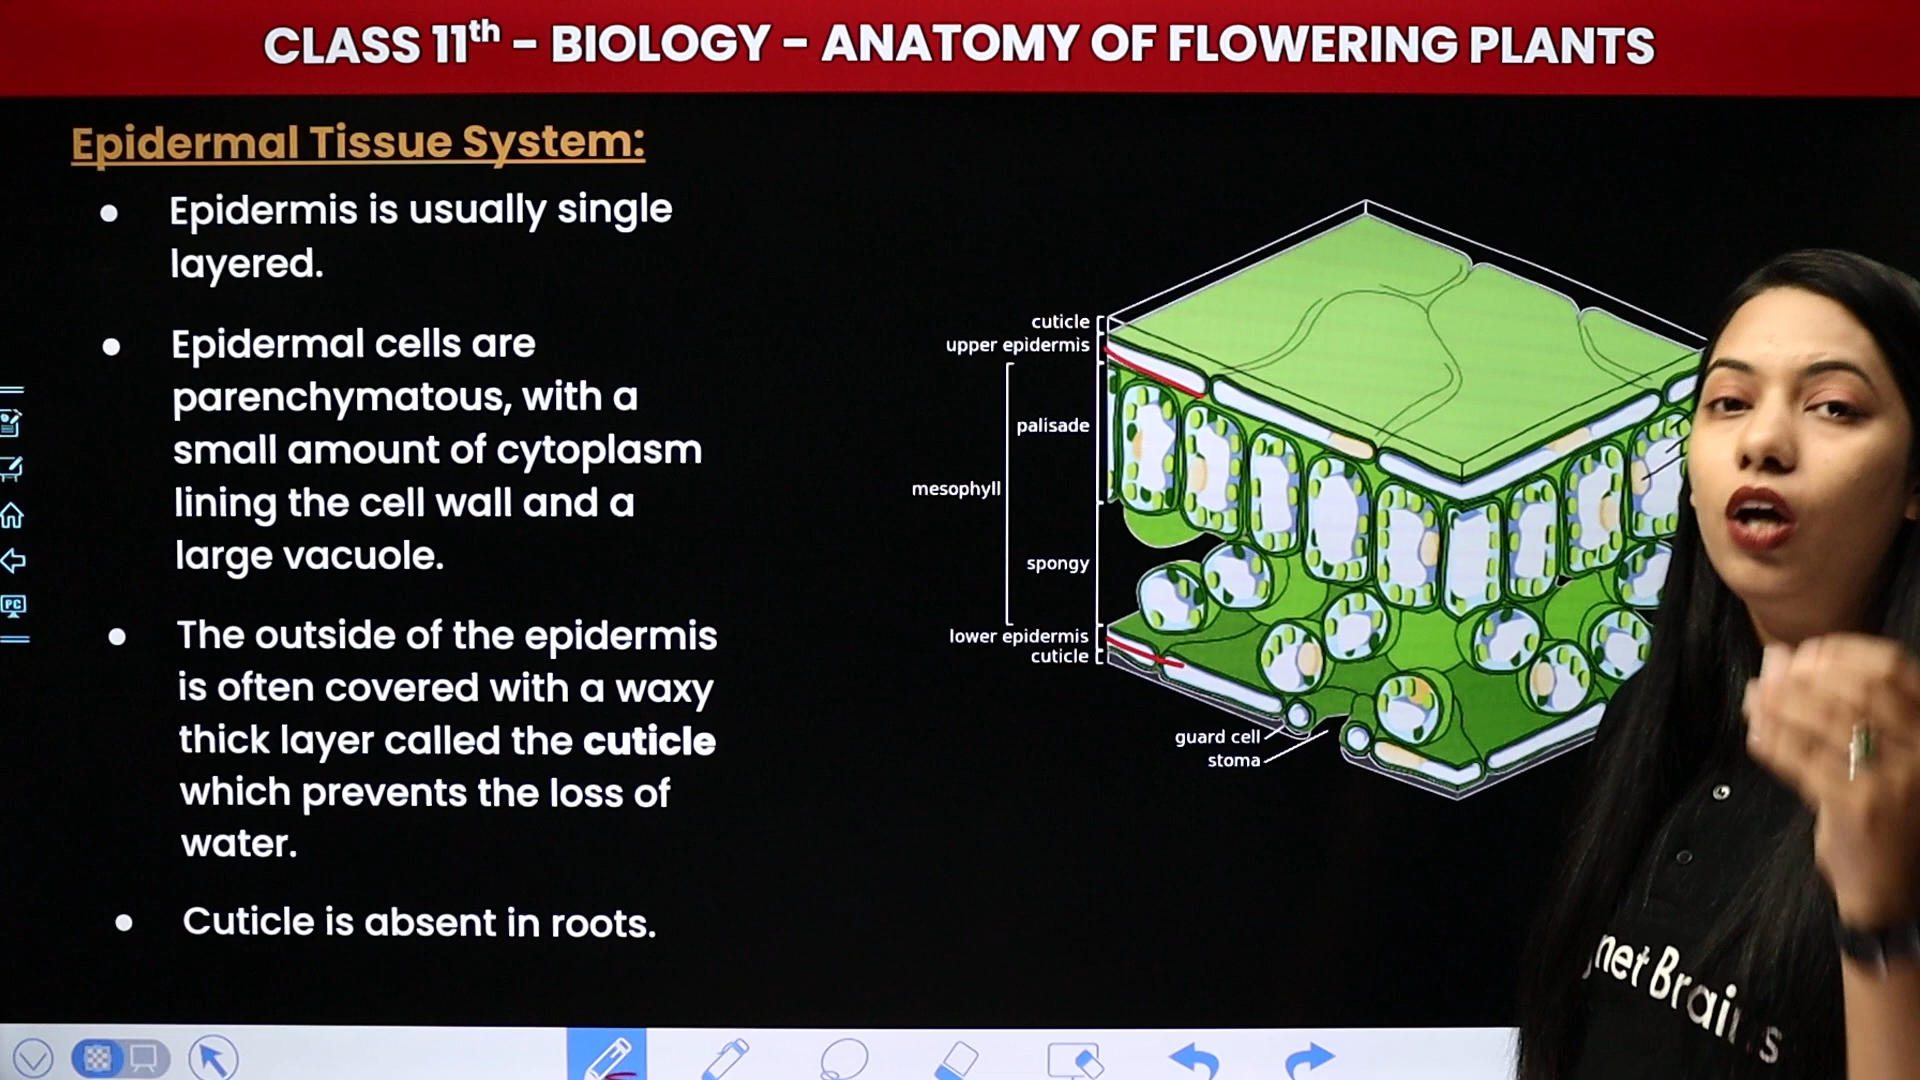 CLASS 11th - BIOLOGY - ANATOMY OF FLOWERING PLANTS
Epidermal Tissue System:
● Epidermis is usually single
layered.
● Epidermal cells are
parenchymatous, with a
small amount of cytoplasm
lining the cell wall and a
large vacuole.
● The outside of the epidermis
is often covered with a waxy
thick layer called the cuticle
which prevents the loss of
water.
● Cuticle is absent in roots.
cuticle
upper epidermis
palisade
mesophyll
spongy
lower epidermis
cuticle
guard cell
stoma
PC
net Brains